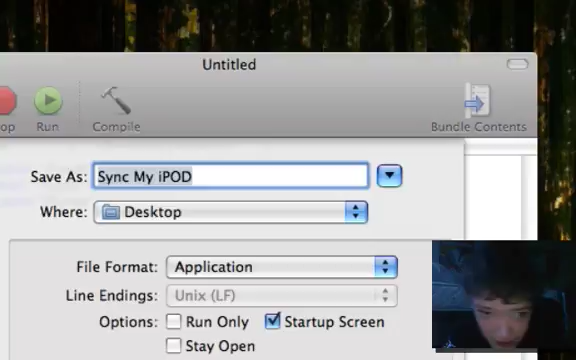 Untitled
op Run Compile Bundle Contents
Save As: Sync My iPOD
Where: Desktop
File Format: Application
Line Endings: Unix (LF)
Options: Run Only Startup Screen
Stay Open